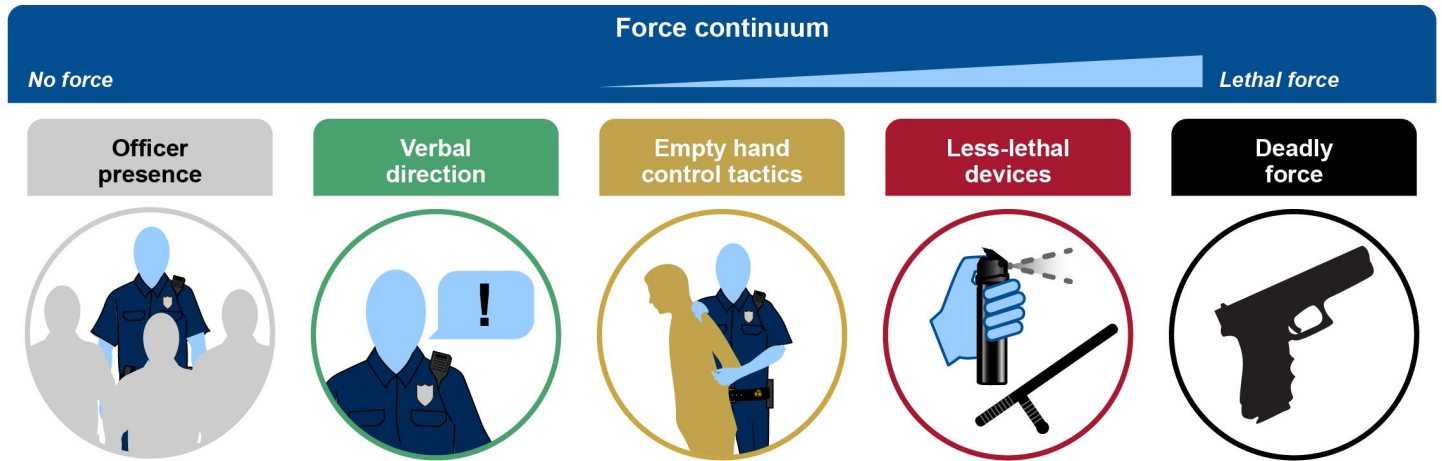 Force continuum
No force
Lethal force
Officer
presence
Verbal
direction
Empty hand
control tactics
Less-lethal
devices
Deadly
force
!